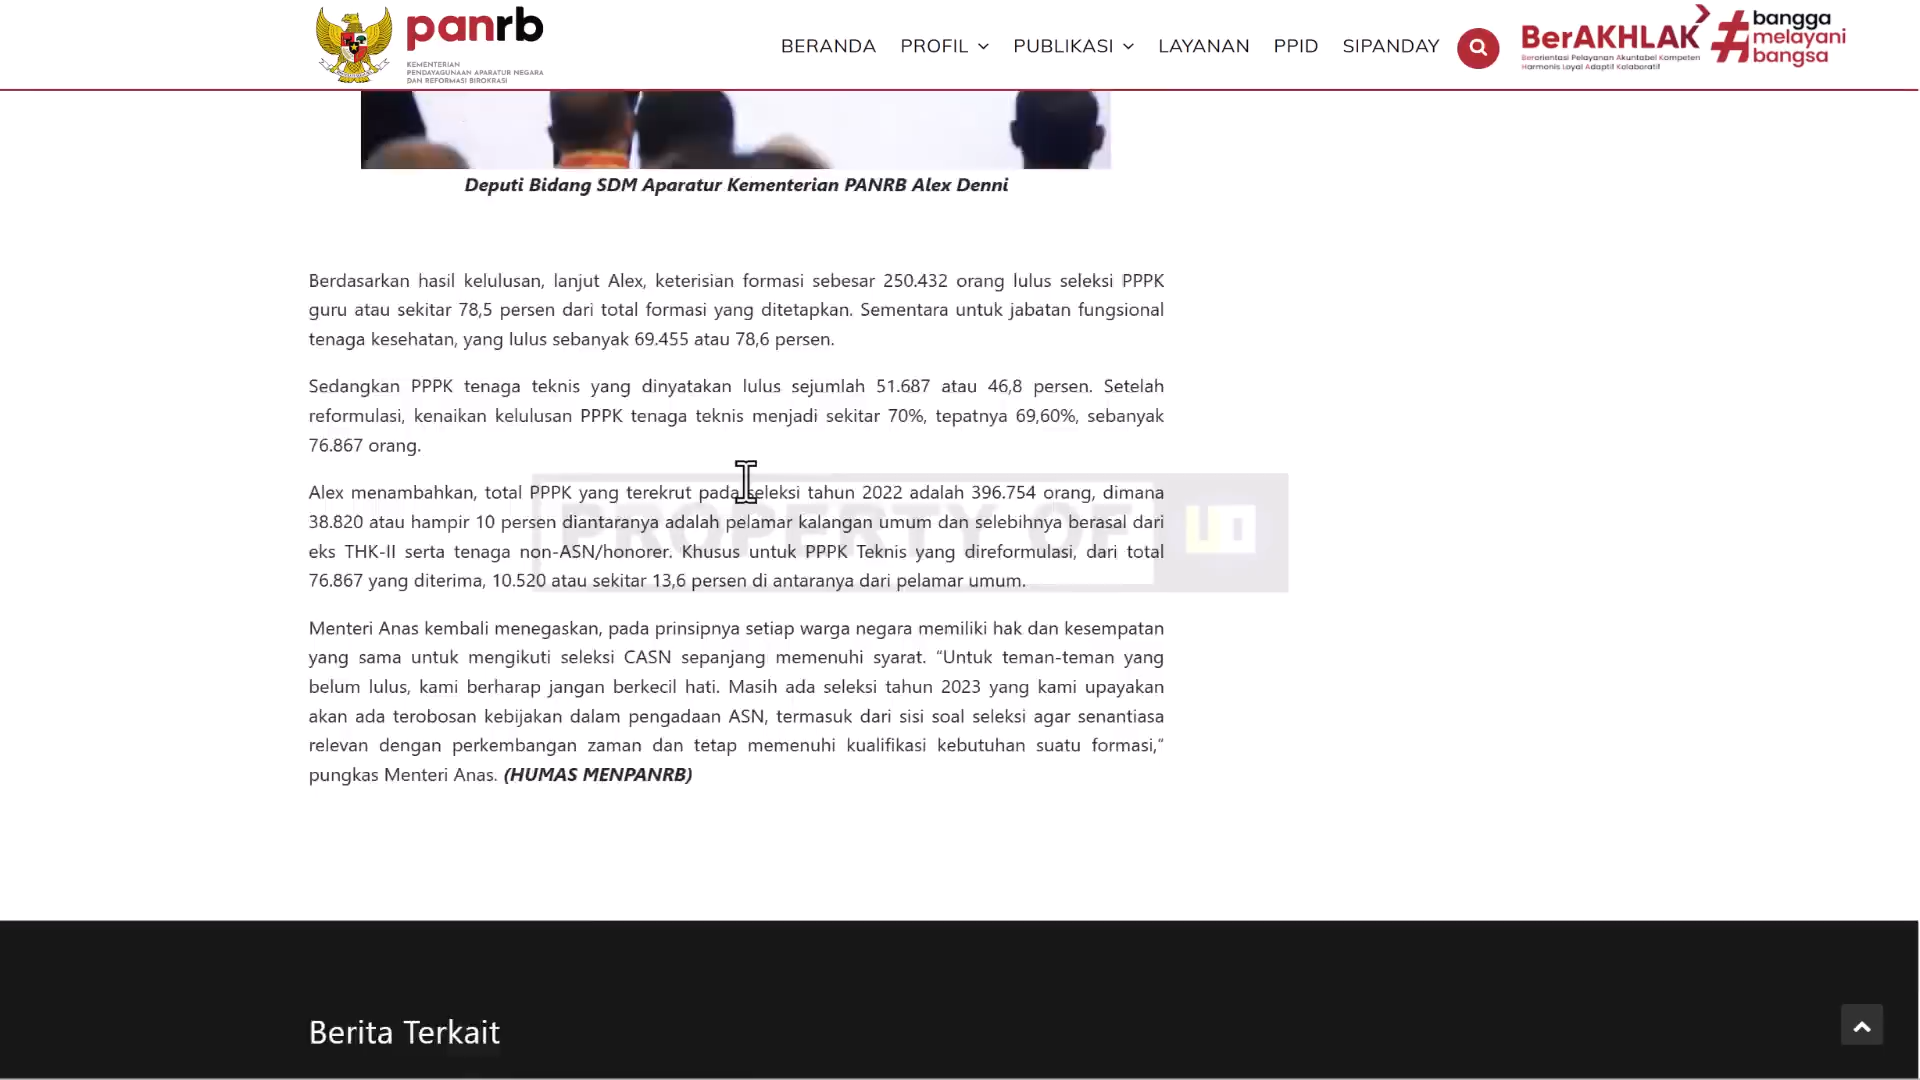 panrb
KEMENTERIAN
PENDAYAGUNAAN APARATUR NEGARA
DAN REFORMASI BIROKRASI
BERANDA PROFIL PUBLIKASI LAYANAN PPID SIPANDAY
BerAKHLAK
Berorientasi Pelayanan Akuntabel Kompeten
Harmonis Loyal Adaptif Kolaboratif
# bangga
melayani
bangsa
Deputi Bidang SDM Aparatur Kementerian PANRB Alex Denni
Berdasarkan hasil kelulusan, lanjut Alex, keterisian formasi sebesar 250.432 orang lulus seleksi PPPK
guru atau sekitar 78,5 persen dari total formasi yang ditetapkan. Sementara untuk jabatan fungsional
tenaga kesehatan, yang lulus sebanyak 69.455 atau 78,6 persen.
Sedangkan PPPK tenaga teknis yang dinyatakan lulus sejumlah 51.687 atau 46,8 persen. Setelah
reformulasi, kenaikan kelulusan PPPK tenaga teknis menjadi sekitar 70%, tepatnya 69,60%, sebanyak
76.867 orang.
Alex menambahkan, total PPPK yang terekrut pada seleksi tahun 2022 adalah 396.754 orang, dimana
38.820 atau hampir 10 persen diantaranya adalah pelamar kalangan umum dan selebihnya berasal dari
eks THK-II serta tenaga non-ASN/honorer. Khusus untuk PPPK Teknis yang direformulasi, dari total
76.867 yang diterima, 10.520 atau sekitar 13,6 persen di antaranya dari pelamar umum.
PROPERTY OF
Menteri Anas kembali menegaskan, pada prinsipnya setiap warga negara memiliki hak dan kesempatan
yang sama untuk mengikuti seleksi CASN sepanjang memenuhi syarat. “Untuk teman-teman yang
belum lulus, kami berharap jangan berkecil hati. Masih ada seleksi tahun 2023 yang kami upayakan
akan ada terobosan kebijakan dalam pengadaan ASN, termasuk dari sisi soal seleksi agar senantiasa
relevan dengan perkembangan zaman dan tetap memenuhi kualifikasi kebutuhan suatu formasi,“
pungkas Menteri Anas. (HUMAS MENPANRB)
Berita Terkait